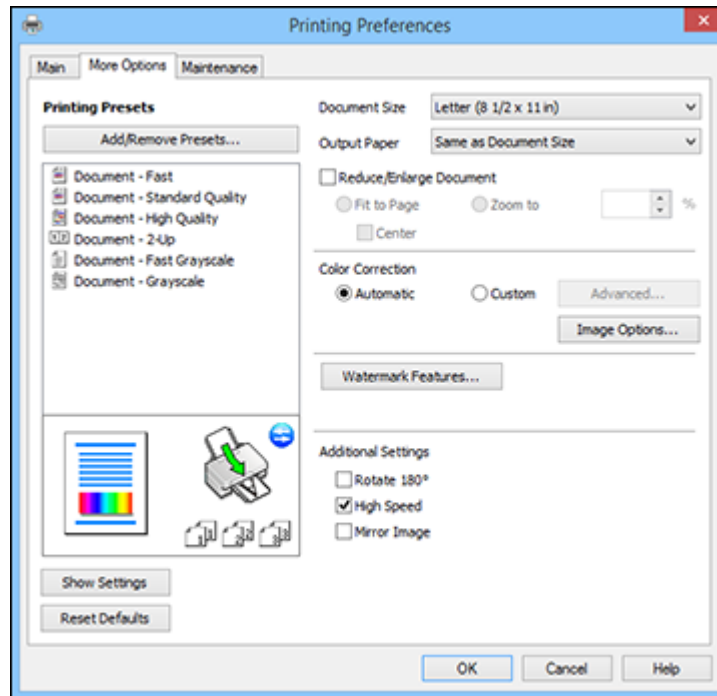 Printing Preferences
Main More Options Maintenance
Printing Presets
Add/Remove Presets...
Document - Fast
Document - Standard Quality
Document - High Quality
Document - 2-Up
Document - Fast Grayscale
Document - Grayscale
Show Settings
Reset Defaults
Document Size Letter (8 1/2 x 11 in)
Output Paper Same as Document Size
Reduce/Enlarge Document
Fit to Page Zoom to %
Center
Color Correction
Automatic Custom Advanced...
Image Options...
Watermark Features...
Additional Settings
Rotate 180°
High Speed
Mirror Image
OK Cancel Help